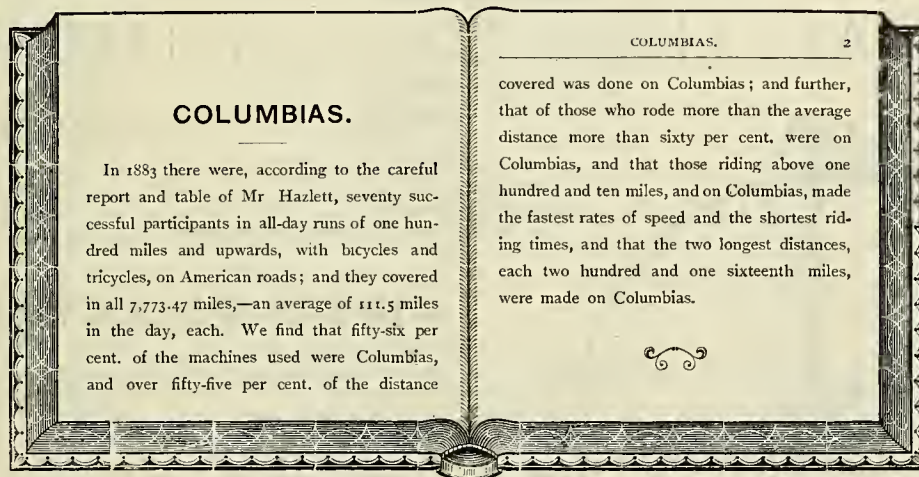 COLUMBIAS.
In 1883 there were, according to the careful
report and table of Mr Hazlett, seventy suc-
cessful participants in all-day runs of one hun-
dred miles and upwards, with bicycles and
tricycles, on American roads; and they covered
in all 7,773.47 miles,—an average of 111.5 miles
in the day, each. We find that fifty-six per
cent. of the machines used were Columbias,
and over fifty-five per cent. of the distance
COLUMBIAS. 2
covered was done on Columbias; and further,
that of those who rode more than the average
distance more than sixty per cent. were on
Columbias, and that those riding above one
hundred and ten miles, and on Columbias, made
the fastest rates of speed and the shortest rid-
ing times, and that the two longest distances,
each two hundred and one sixteenth miles,
were made on Columbias.